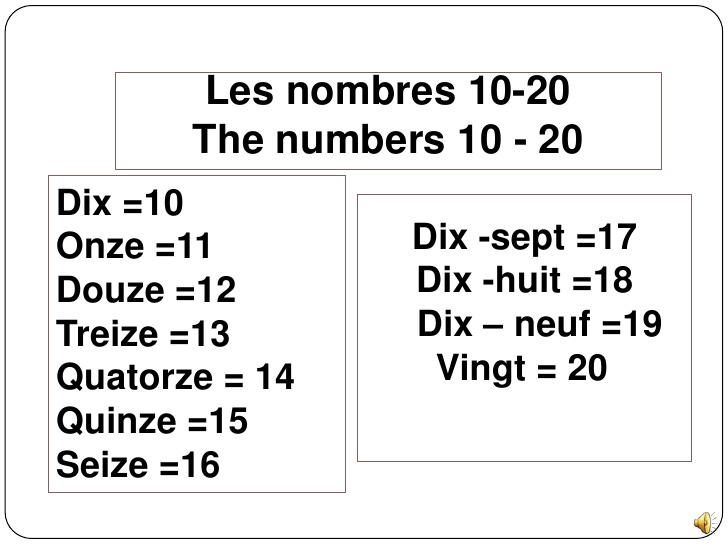 Les nombres 10-20
The numbers 10 - 20
Dix =10
Onze =11
Douze =12
Treize =13
Quatorze = 14
Quinze =15
Seize =16
Dix -sept =17
Dix -huit =18
Dix – neuf =19
Vingt = 20